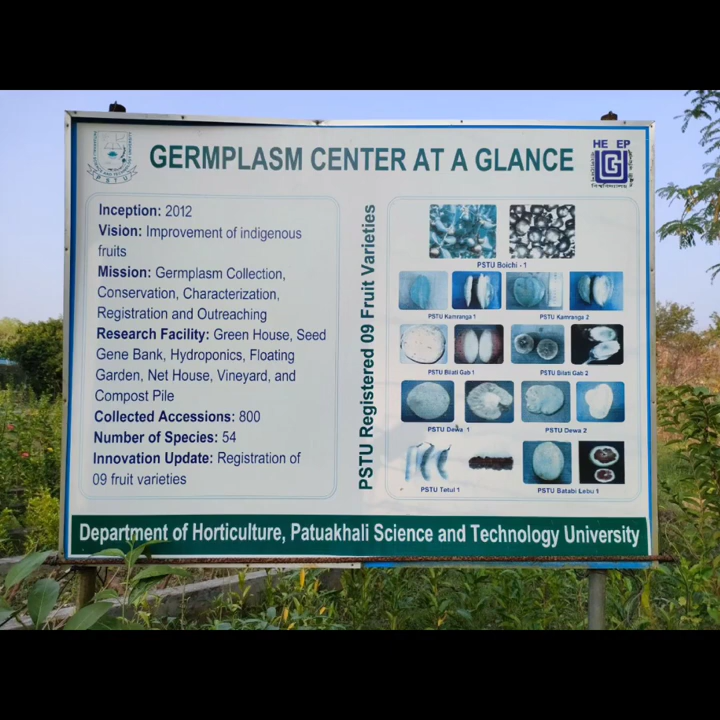 GERMPLASM CENTER AT A GLANCE
HE EP
P S T U
Inception: 2012
Vision: Improvement of indigenous
fruits
Mission: Germplasm Collection,
Conservation, Characterization,
Registration and Outreaching
Research Facility: Green House, Seed
Gene Bank, Hydroponics, Floating
Garden, Net House, Vineyard, and
Compost Pile
Collected Accessions: 800
Number of Species: 54
Innovation Update: Registration of
09 fruit varieties
PSTU Registered 09 Fruit Varieties
PSTU Boichi - 1
PSTU Kamranga 1
PSTU Kamranga 2
PSTU Bilati Gab 1
PSTU Bilati Gab 2
PSTU Dewa 1
PSTU Dewa 2
PSTU Tetul 1
PSTU Batabi Lebu 1
Department of Horticulture, Patuakhali Science and Technology University